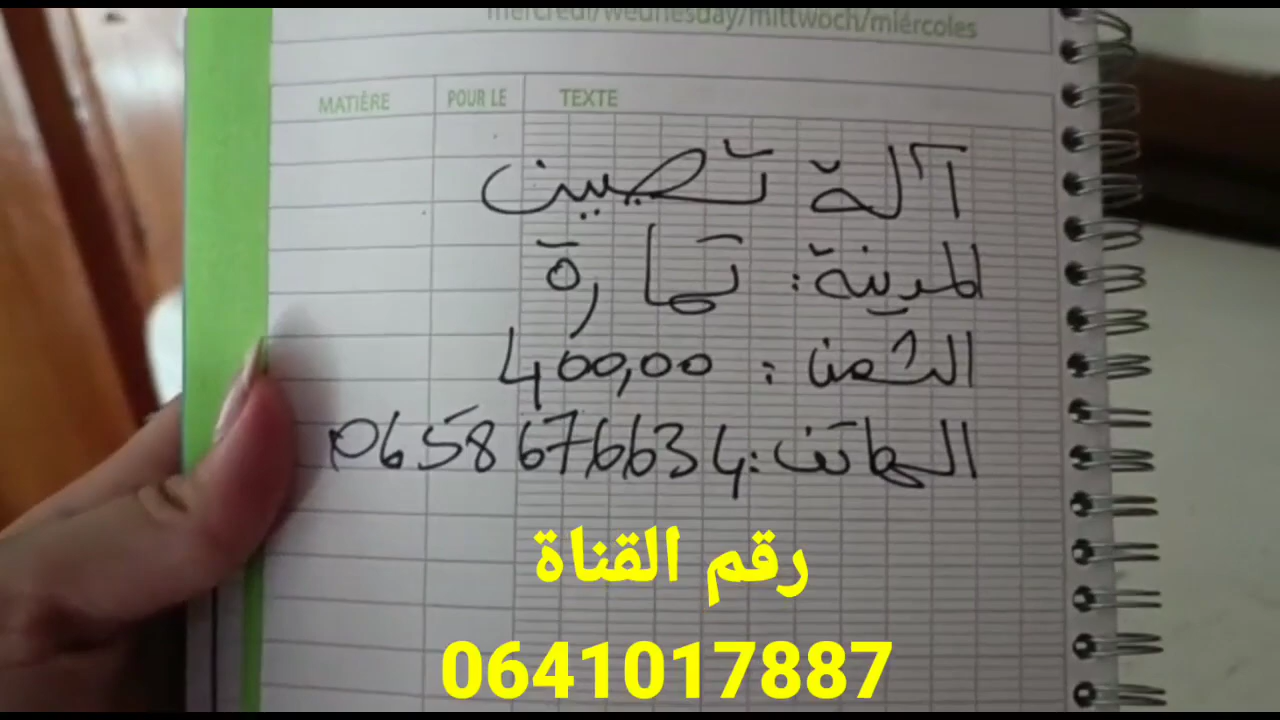 mercredi/wednesday/mittwoch/miércoles
MATIÈRE POUR LE TEXTE
آلة تصبين
المدينة: تمارة
الثمن: 400,00
الهاتف: 0658676634
رقم القناة
0641017887